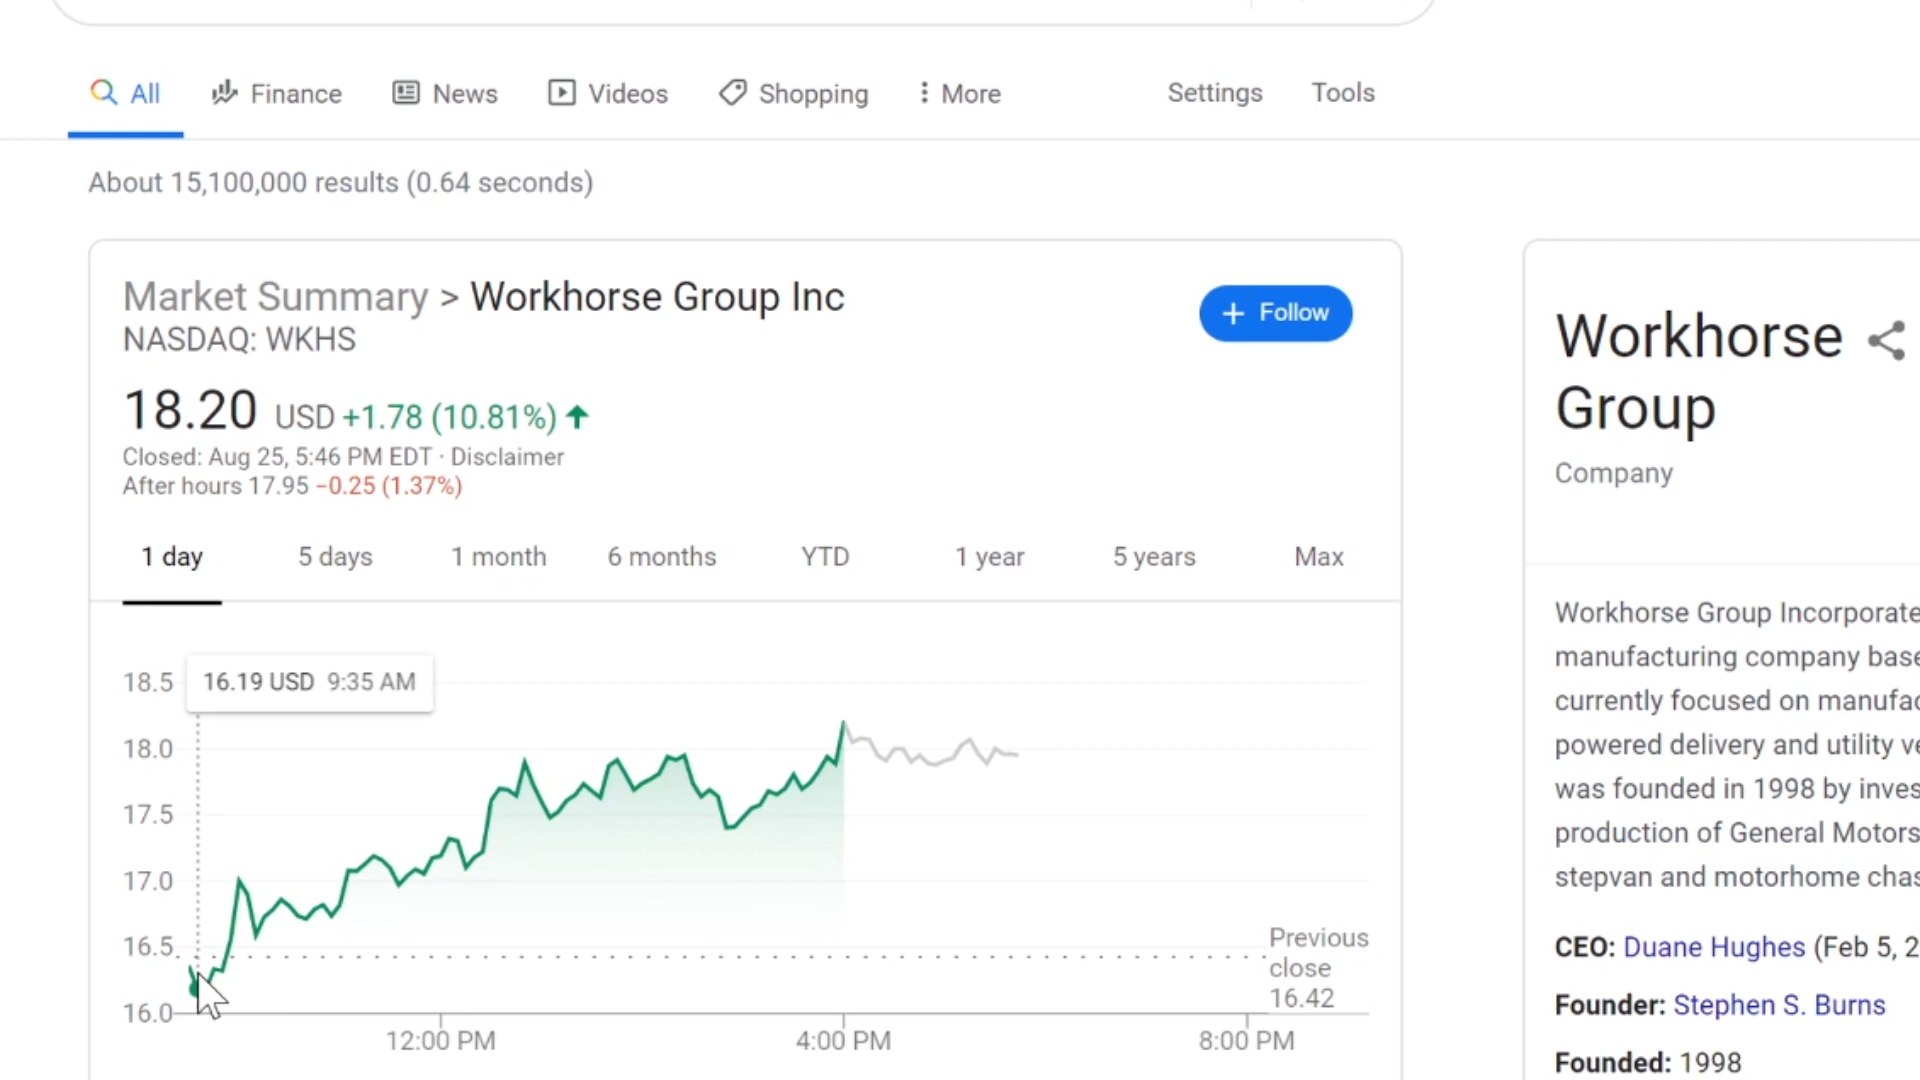 All Finance News Videos Shopping More Settings Tools
About 15,100,000 results (0.64 seconds)
Market Summary > Workhorse Group Inc
NASDAQ: WKHS
+ Follow
18.20 USD +1.78 (10.81%)
Closed: Aug 25, 5:46 PM EDT · Disclaimer
After hours 17.95 −0.25 (1.37%)
1 day 5 days 1 month 6 months YTD 1 year 5 years Max
16.19 USD 9:35 AM
18.5
18.0
17.5
17.0
16.5
16.0
Previous
close
16.42
12:00 PM 4:00 PM 8:00 PM
Workhorse
Group
Company
Workhorse Group Incorporate
manufacturing company base
currently focused on manufac
powered delivery and utility ve
was founded in 1998 by inves
production of General Motors
stepvan and motorhome chas
CEO: Duane Hughes (Feb 5, 2
Founder: Stephen S. Burns
Founded: 1998